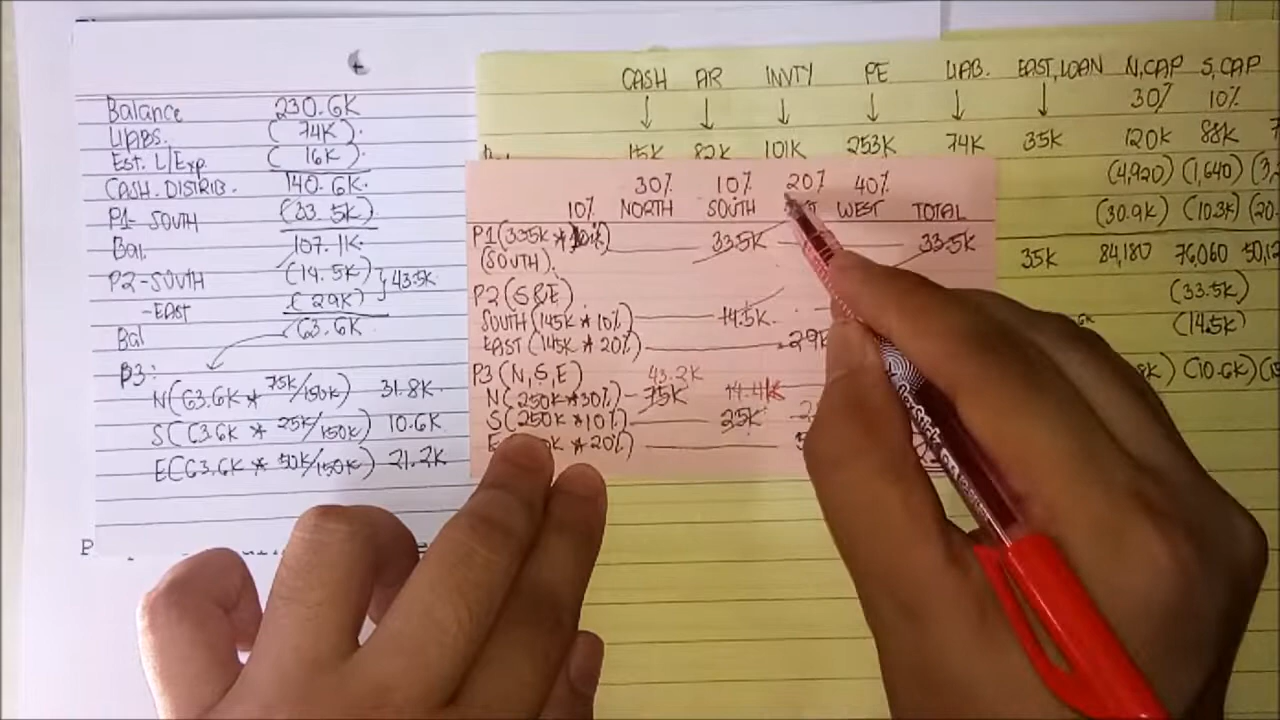 Balance 230.6K
LIABS. ( 74K ).
Est. L/Exp ( 16K ).
CASH. DISTRIB. 140.6K.
P1- SOUTH (33.5K)
Bal. 107.1K
P2-SOUTH (14.5K) } 43.5K
-EAST (29K)
Bal 63.6K
P3:
N(63.6K * 75K/150K) 31.8K.
S(63.6K * 25K/150K) 10.6K
E(63.6K * 50K/150K) 21.2K
P
CASH AR INVTY PE LIAB. EAST, LOAN N, CAP S, CAP
30% 10%
15K 82K 101K 253K 74K 35K 120K 88K
(4,920) (1,640) (3,
(30.9K) (10.3K) (20.
35K 84,180 76,060 50,12
(33.5K)
(14.5K)
8K) (10.6K)
30% 10% 20% 40%
10% NORTH SOUTH WEST TOTAL
P1(335K * 10%) 33.5K 33.5K
(SOUTH).
P2(S&E)
SOUTH(145K * 10%) 14.5K.
EAST (145K * 20%) 29K
P3(N,S,E) 43.2K
N(250K*30%) 75K 14.4K
S(250K*10%) 25K
E K *20%)